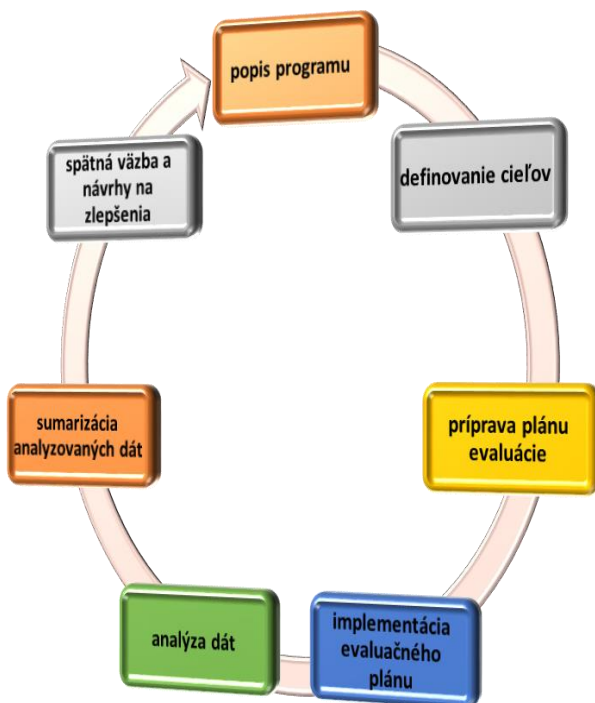 popis programu
definovanie cieľov
príprava plánu
evaluácie
implementácia
evaluačného
plánu
analýza dát
sumarizácia
analyzovaných dát
spätná väzba a
návrhy na
zlepšenia